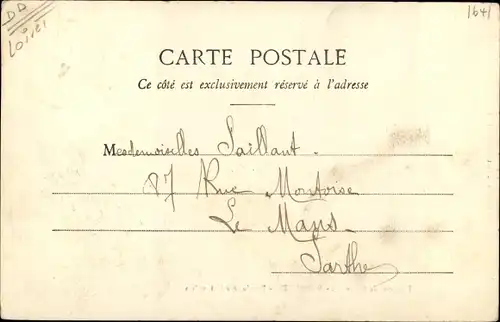 DD
Loiret
1641
CARTE POSTALE
Ce côté est exclusivement réservé à l'adresse
Mesdemoiselles Saillant.
87 Rue Montoise
Le Mans.
Sarthe